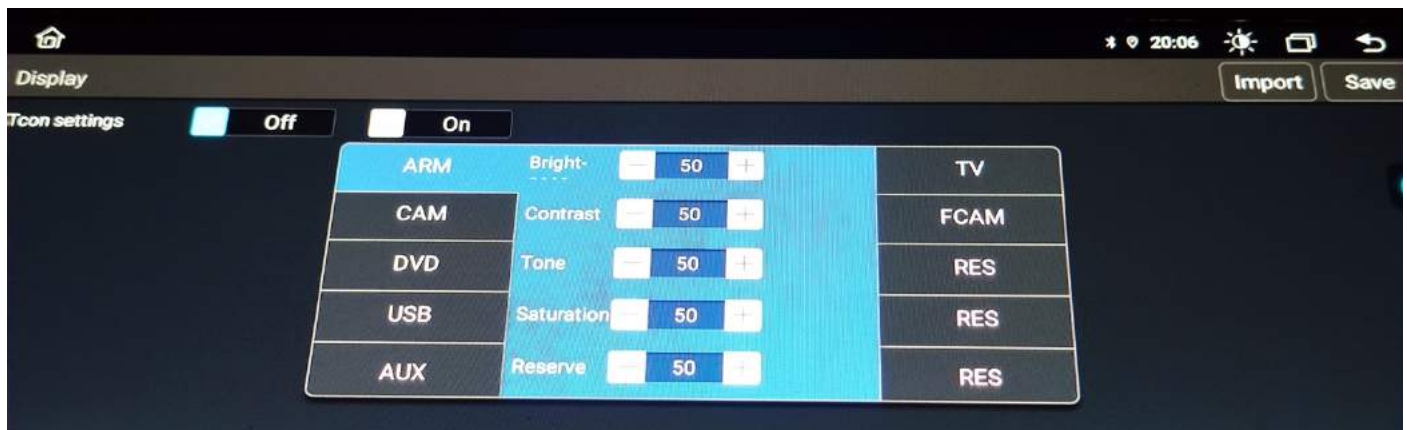 20:06
Display
Import
Save
Tcon settings
Off
On
ARM
Bright-
50
TV
CAM
Contrast
50
FCAM
DVD
Tone
50
RES
USB
Saturation
50
RES
AUX
Reserve
50
RES